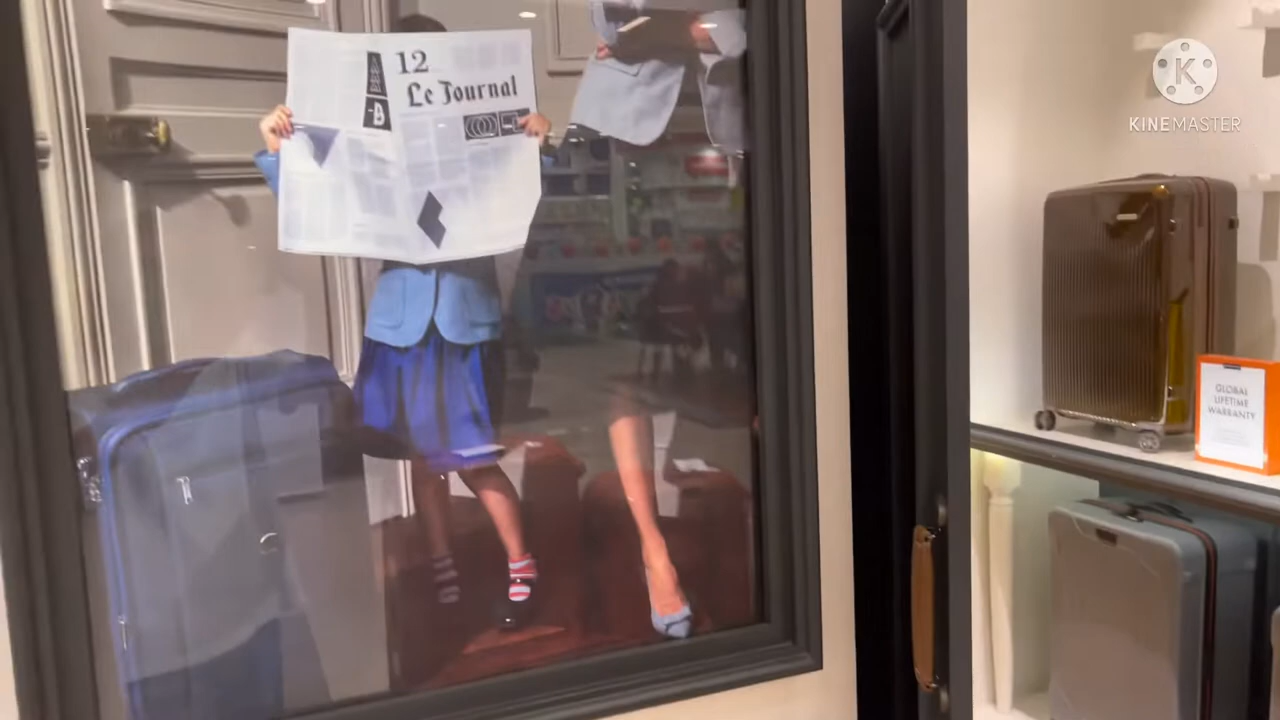 12
Le Journal
-B
K
KINEMASTER
GLOBAL
LIFETIME
WARRANTY